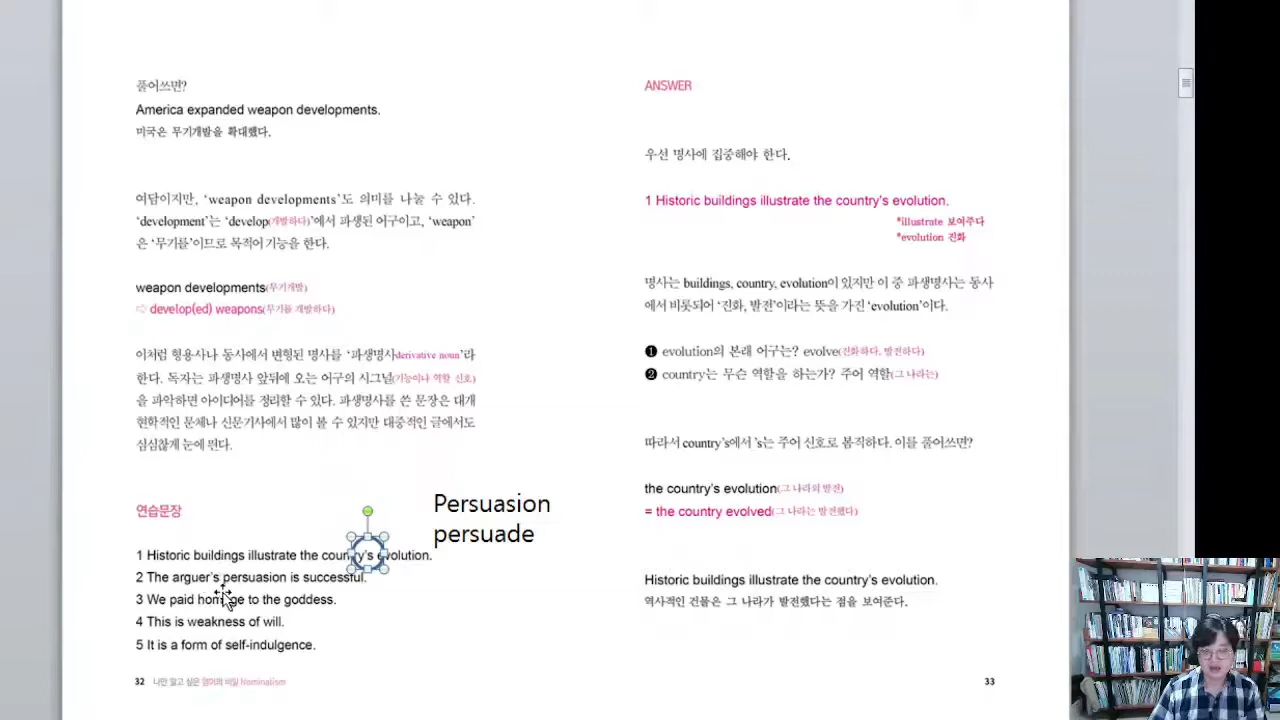 풀어쓰면?
America expanded weapon developments.
미국은 무기개발을 확대했다.
여담이지만, ‘weapon developments’도 의미를 나눌 수 있다.
‘development’는 ‘develop(개발하다)’에서 파생된 어구이고, ‘weapon’
은 ‘무기를’이므로 목적어 기능을 한다.
weapon developments(무기개발)
⇨ develop(ed) weapons(무기를 개발하다)
이처럼 형용사나 동사에서 변형된 명사를 ‘파생명사derivative noun’라
한다. 독자는 파생명사 앞뒤에 오는 어구의 시그널(기능이나 역할 신호)
을 파악하면 아이디어를 정리할 수 있다. 파생명사를 쓴 문장은 대개
현학적인 문체나 신문기사에서 많이 볼 수 있지만 대중적인 글에서도
심심찮게 눈에 띈다.
연습문장
Persuasion
persuade
1 Historic buildings illustrate the country’s evolution.
2 The arguer’s persuasion is successful.
3 We paid homage to the goddess.
4 This is weakness of will.
5 It is a form of self-indulgence.
32 나만 알고 싶은 영어의 비밀 Nominalism
ANSWER
우선 명사에 집중해야 한다.
1 Historic buildings illustrate the country’s evolution.
*illustrate 보여주다
*evolution 진화
명사는 buildings, country, evolution이 있지만 이 중 파생명사는 동사
에서 비롯되어 ‘진화, 발전’이라는 뜻을 가진 ‘evolution’이다.
❶ evolution의 본래 어구는? evolve(진화하다, 발전하다)
❷ country는 무슨 역할을 하는가? 주어 역할(그 나라는)
따라서 country’s에서 ’s는 주어 신호로 봄직하다. 이를 풀어쓰면?
the country’s evolution(그 나라의 발전)
= the country evolved(그 나라는 발전했다)
Historic buildings illustrate the country’s evolution.
역사적인 건물은 그 나라가 발전했다는 점을 보여준다.
33